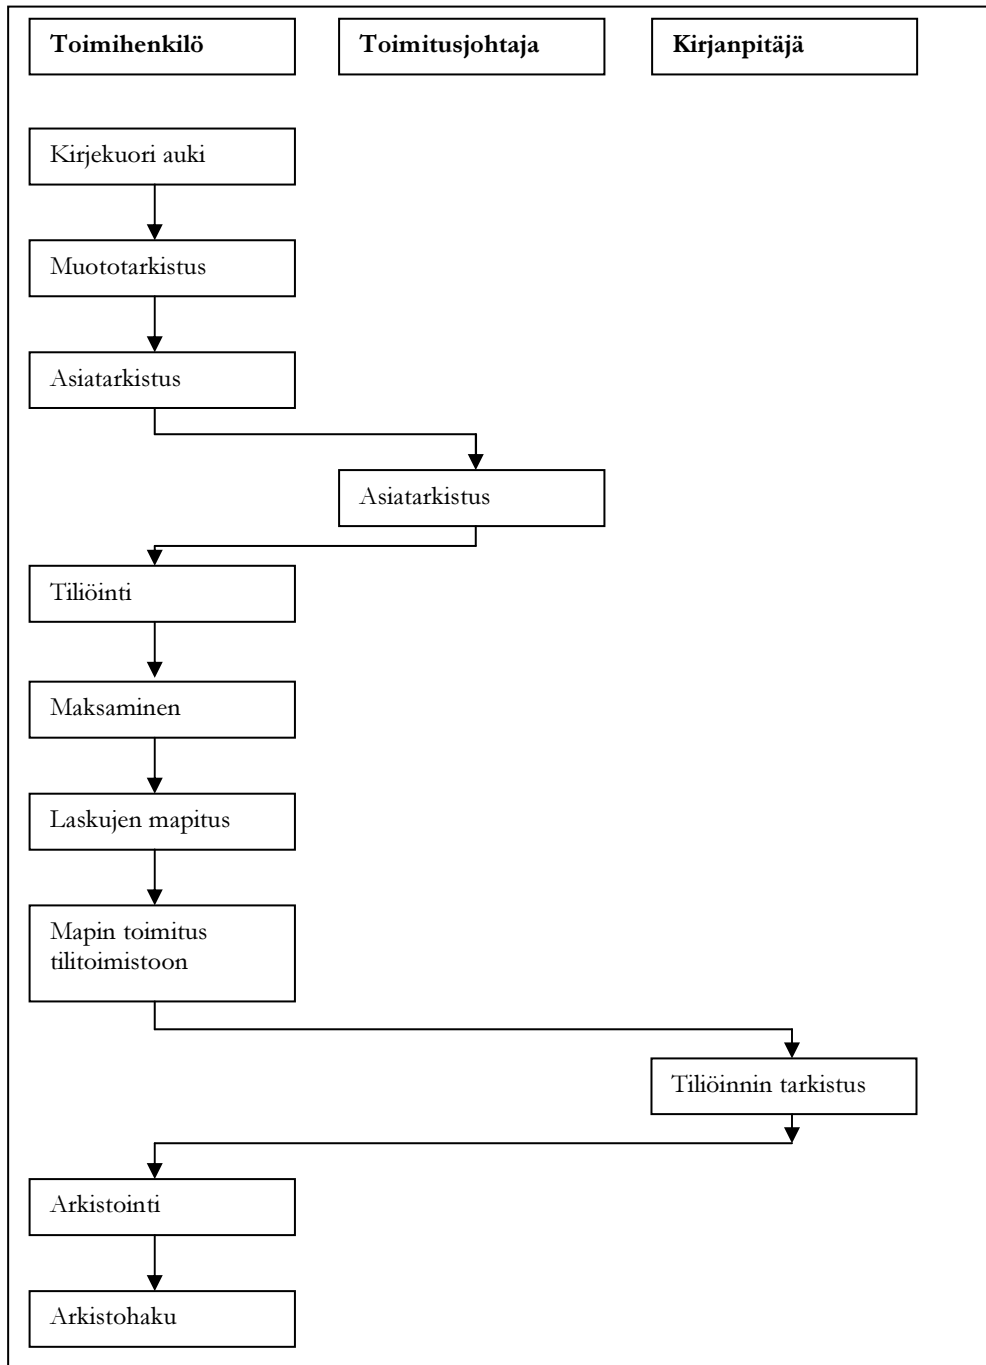 Toimihenkilö
Toimitusjohtaja
Kirjanpitäjä
Kirjekuori auki
Muototarkistus
Asiatarkistus
Asiatarkistus
Tiliöinti
Maksaminen
Laskujen mapitus
Mapin toimitus
tilitoimistoon
Tiliöinnin tarkistus
Arkistointi
Arkistohaku